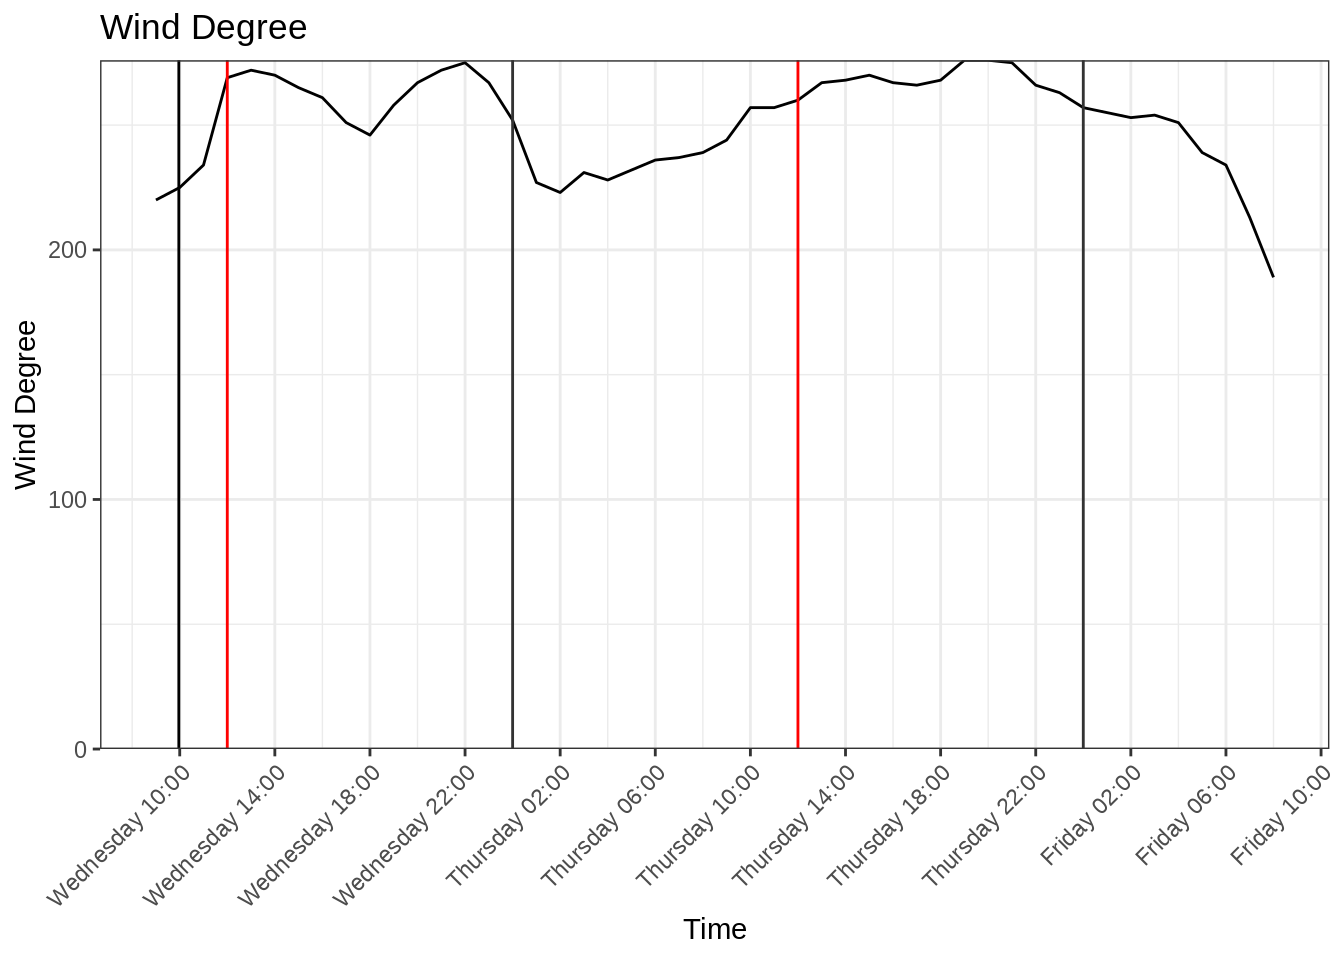 Wind Degree
Wind Degree
200
100
0
Wednesday 10:00
Wednesday 14:00
Wednesday 18:00
Wednesday 22:00
Thursday 02:00
Thursday 06:00
Thursday 10:00
Thursday 14:00
Thursday 18:00
Thursday 22:00
Friday 02:00
Friday 06:00
Friday 10:00
Time